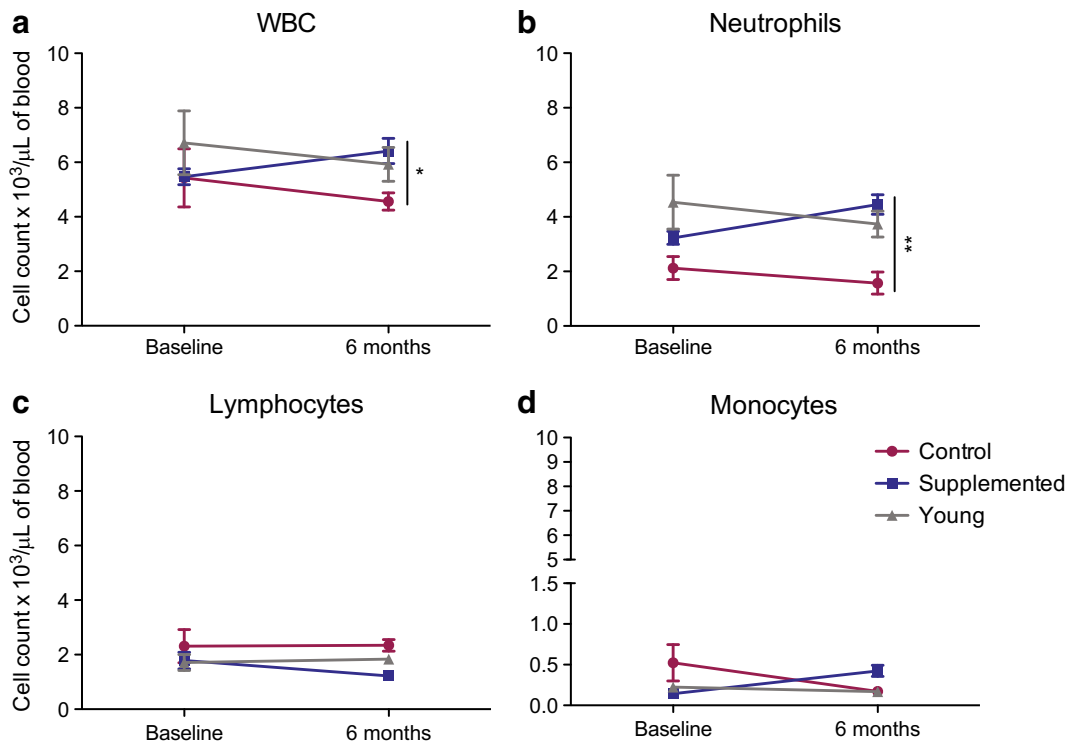 a WBC
10
8
6
4
2
0
Cell count x 10³/μL of blood
*
Baseline 6 months
b Neutrophils
10
8
6
4
2
0
**
Baseline 6 months
c Lymphocytes
10
8
6
4
2
0
Cell count x 10³/μL of blood
Baseline 6 months
d Monocytes
10
9
8
7
6
5
1.5
1.0
0.5
0.0
Control
Supplemented
Young
Baseline 6 months